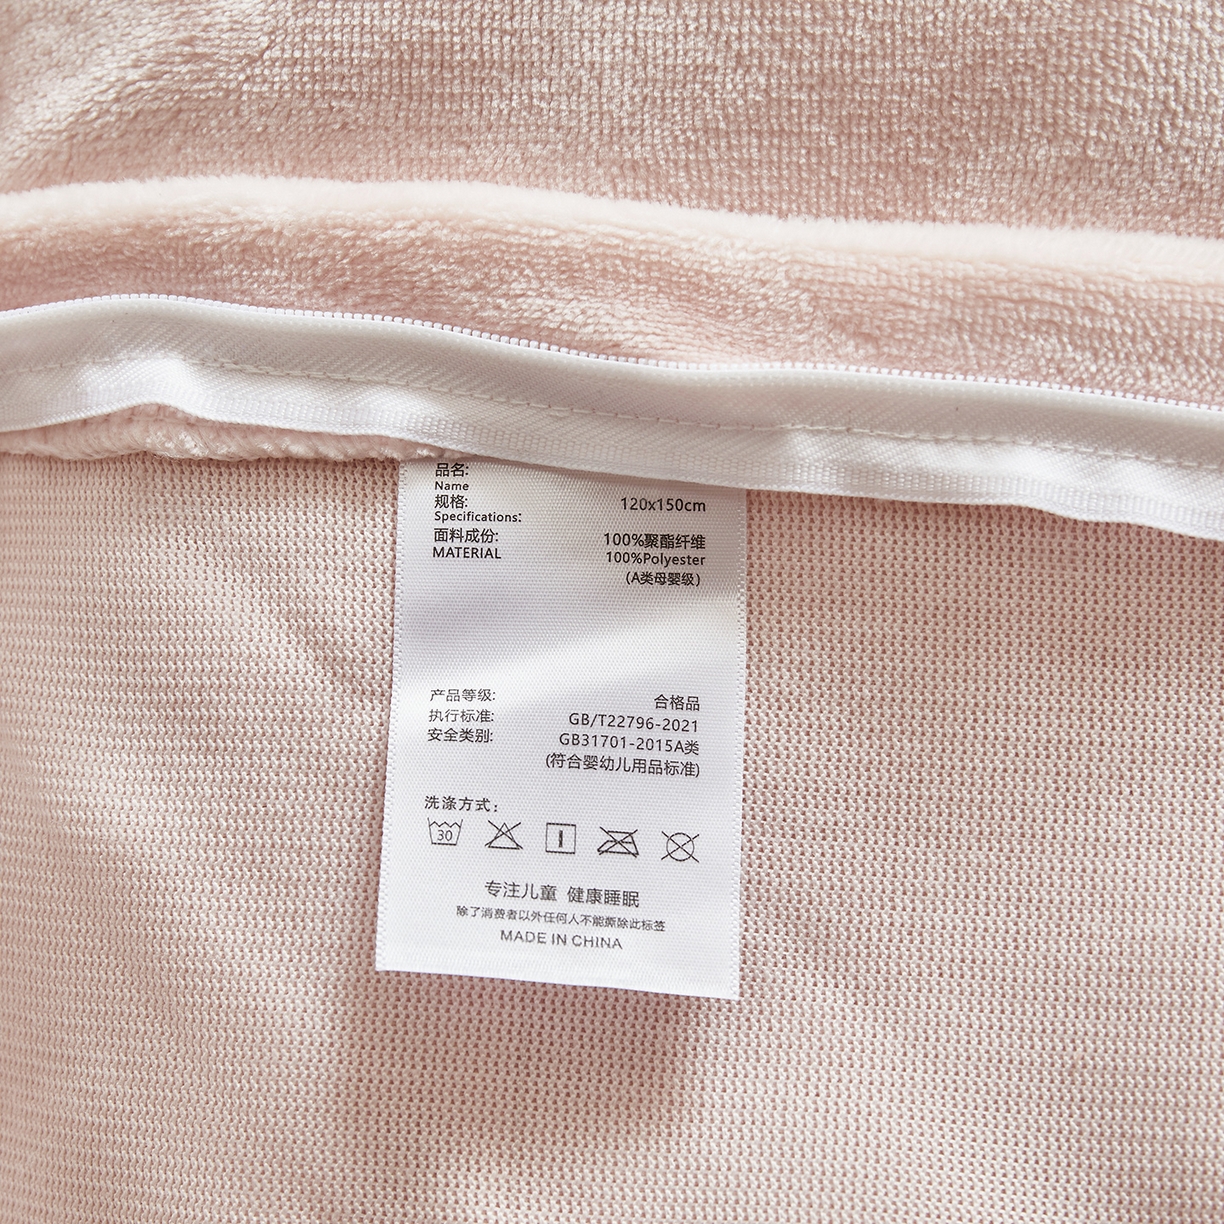 品名:
Name
规格: 120x150cm
Specifications:
面料成份: 100%聚酯纤维
MATERIAL 100%Polyester
(A类母婴级)
产品等级: 合格品
执行标准: GB/T22796-2021
安全类别: GB31701-2015A类
(符合婴幼儿用品标准)
洗涤方式:
30
专注儿童 健康睡眠
除了消费者以外任何人不能撕除此标签
MADE IN CHINA